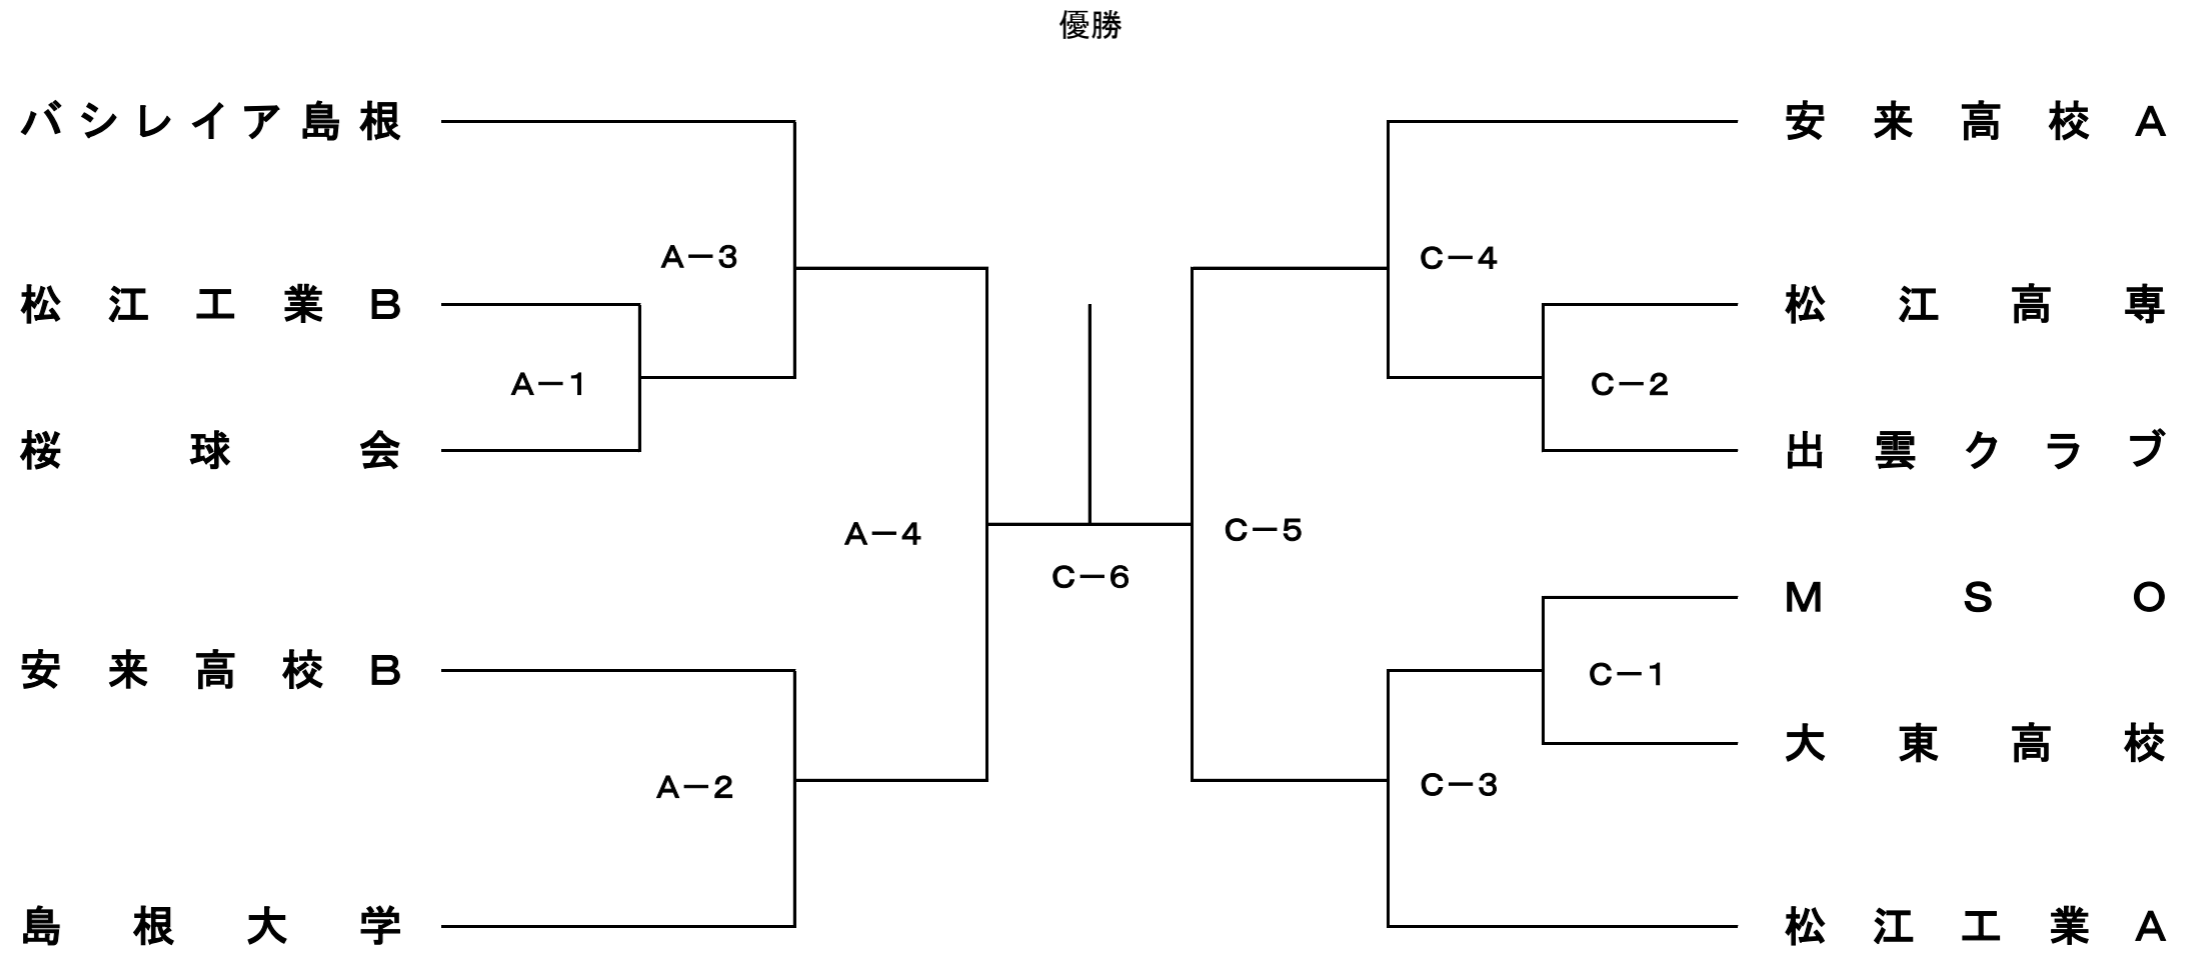 優勝
バシレイア島根
安来高校A
A-3
C-4
松江工業B
松江高専
A-1
C-2
桜球会
出雲クラブ
A-4
C-5
C-6
MSO
安来高校B
C-1
大東高校
A-2
C-3
島根大学
松江工業A